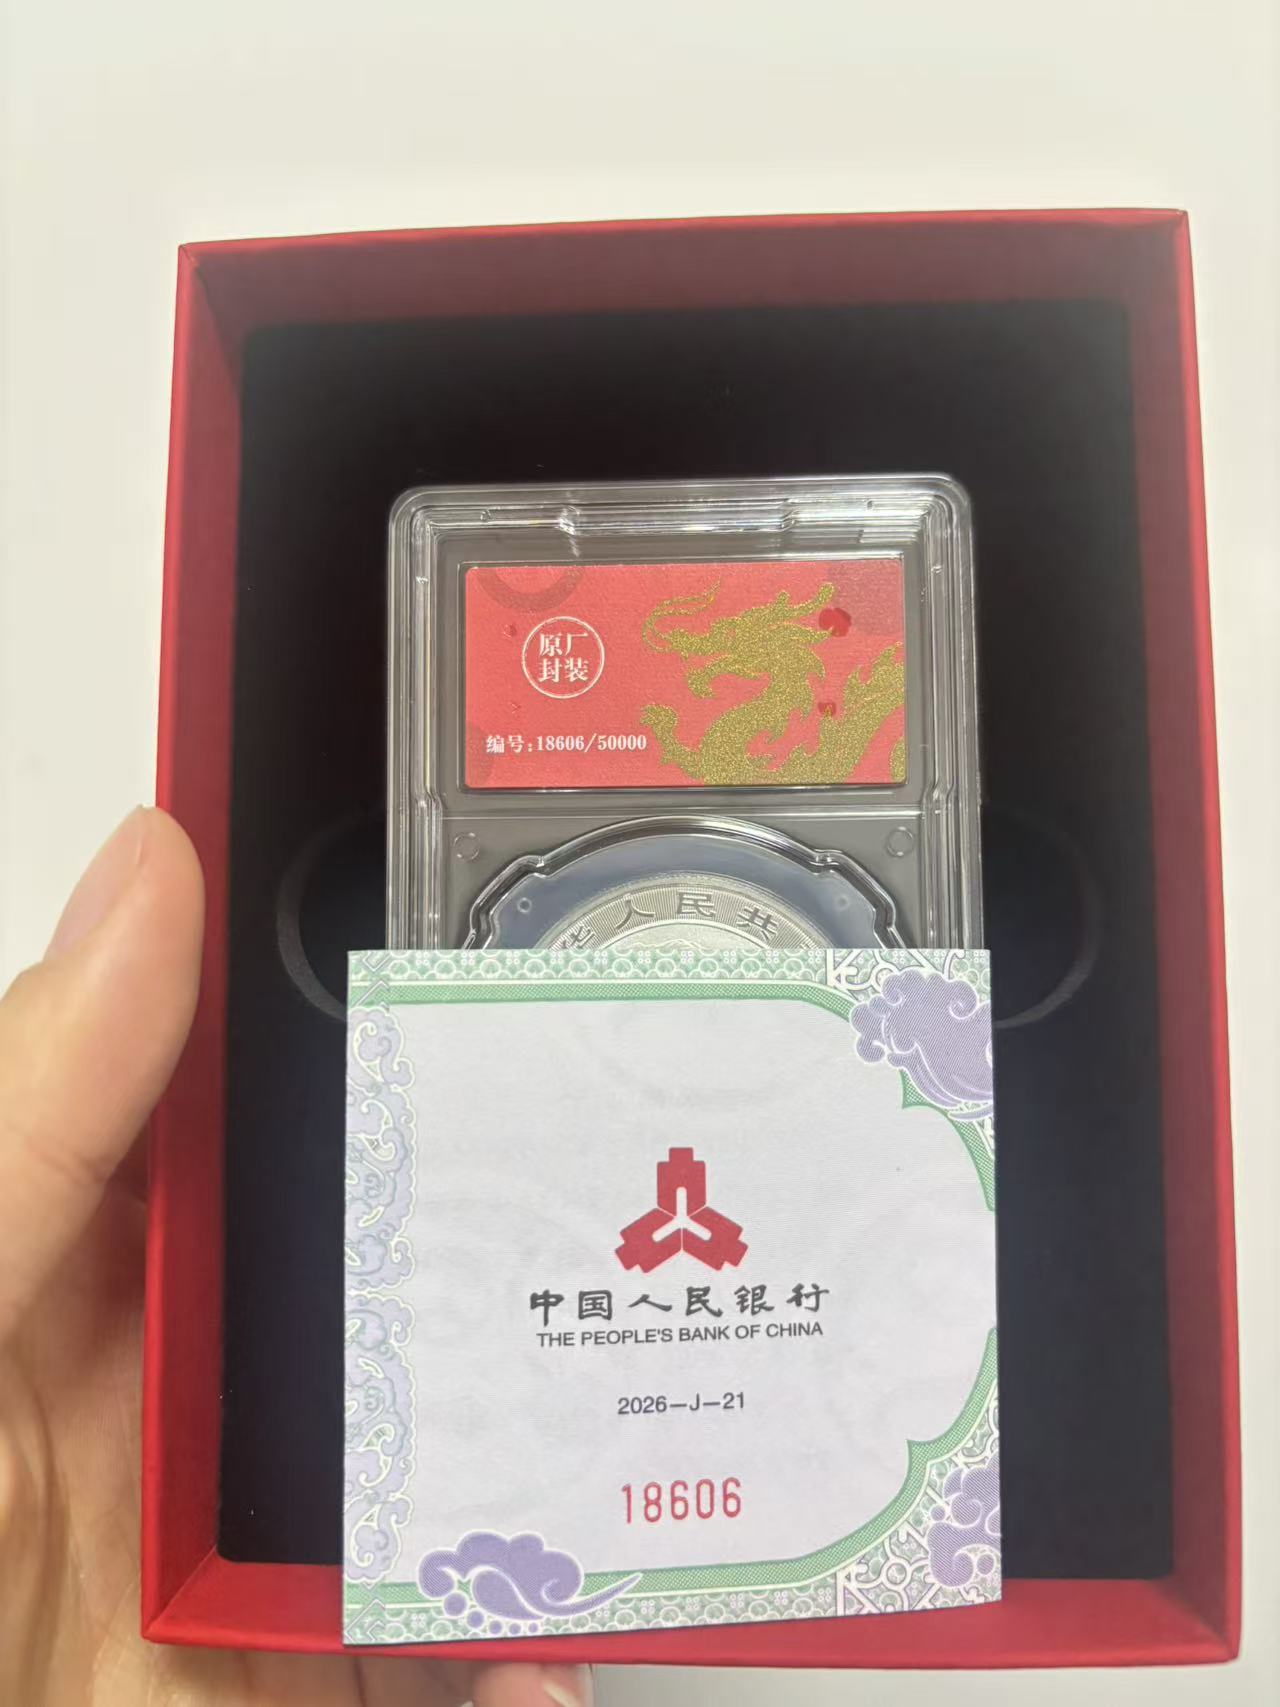 原厂
封装
编号:18606/50000
华人民共
中国人民银行
THE PEOPLE'S BANK OF CHINA
2026—J—21
18606